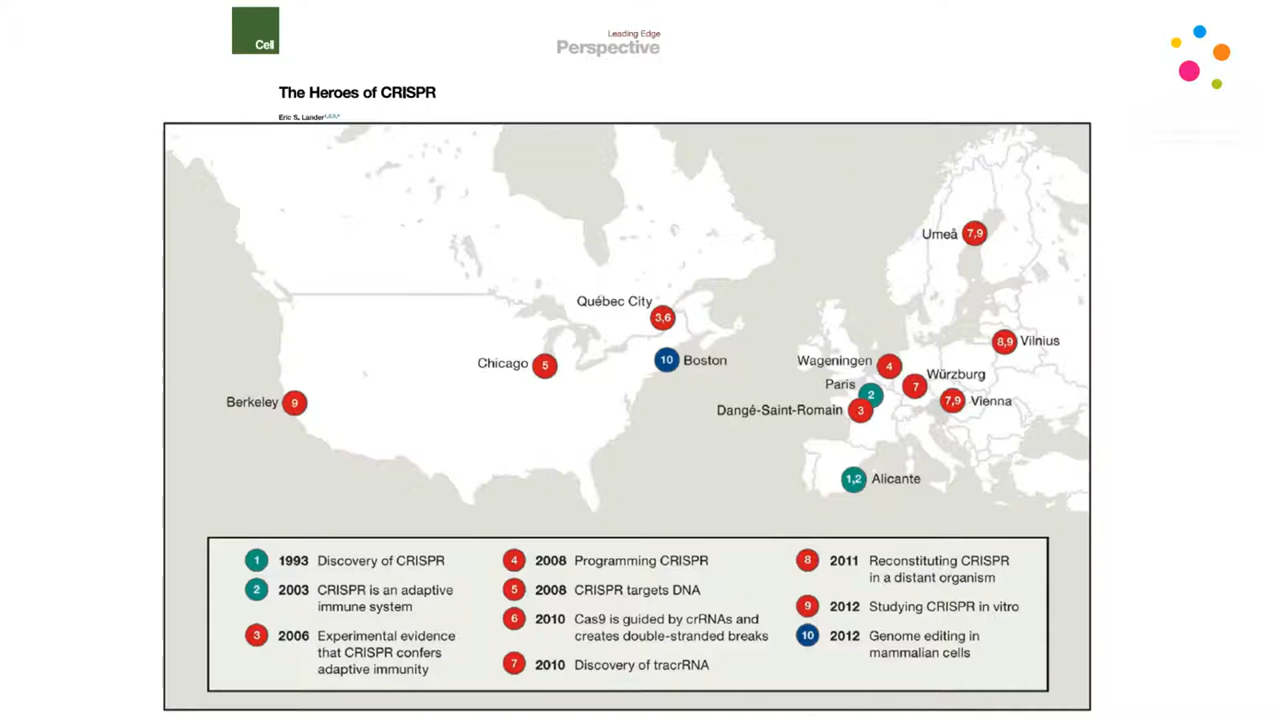 Cell
Leading Edge
Perspective
The Heroes of CRISPR
Eric S. Lander
Umeå 7,9
Québec City
3,6
8,9 Vilnius
Chicago 5
10 Boston
Wageningen 4
Würzburg
7
Paris
2
Berkeley 9
7,9 Vienna
Dangé-Saint-Romain 3
1,2 Alicante
1 1993 Discovery of CRISPR
2 2003 CRISPR is an adaptive
immune system
3 2006 Experimental evidence
that CRISPR confers
adaptive immunity
4 2008 Programming CRISPR
5 2008 CRISPR targets DNA
6 2010 Cas9 is guided by crRNAs and
creates double-stranded breaks
7 2010 Discovery of tracrRNA
8 2011 Reconstituting CRISPR
in a distant organism
9 2012 Studying CRISPR in vitro
10 2012 Genome editing in
mammalian cells